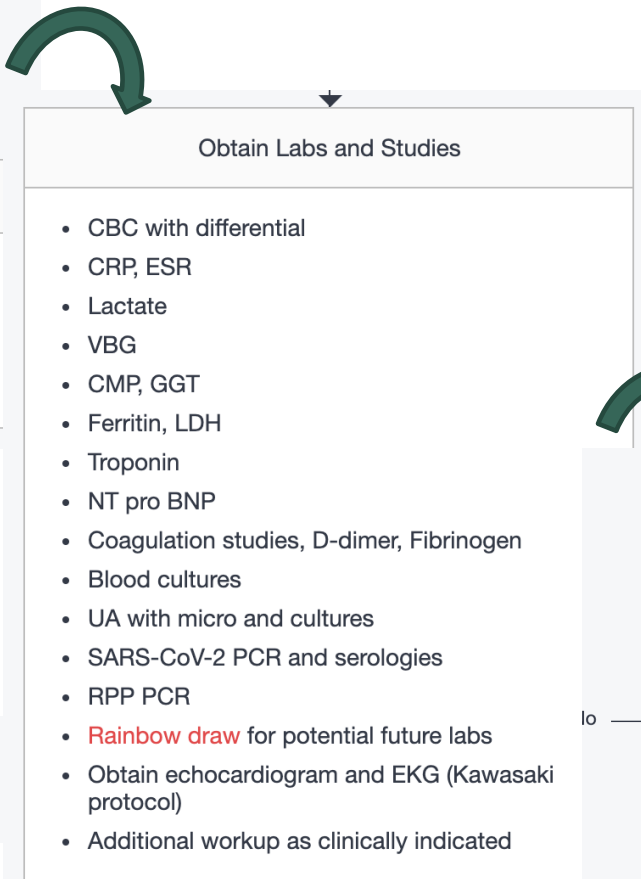 Obtain Labs and Studies
• CBC with differential
• CRP, ESR
• Lactate
• VBG
• CMP, GGT
• Ferritin, LDH
• Troponin
• NT pro BNP
• Coagulation studies, D-dimer, Fibrinogen
• Blood cultures
• UA with micro and cultures
• SARS-CoV-2 PCR and serologies
• RPP PCR
lo
• Rainbow draw for potential future labs
• Obtain echocardiogram and EKG (Kawasaki
protocol)
• Additional workup as clinically indicated